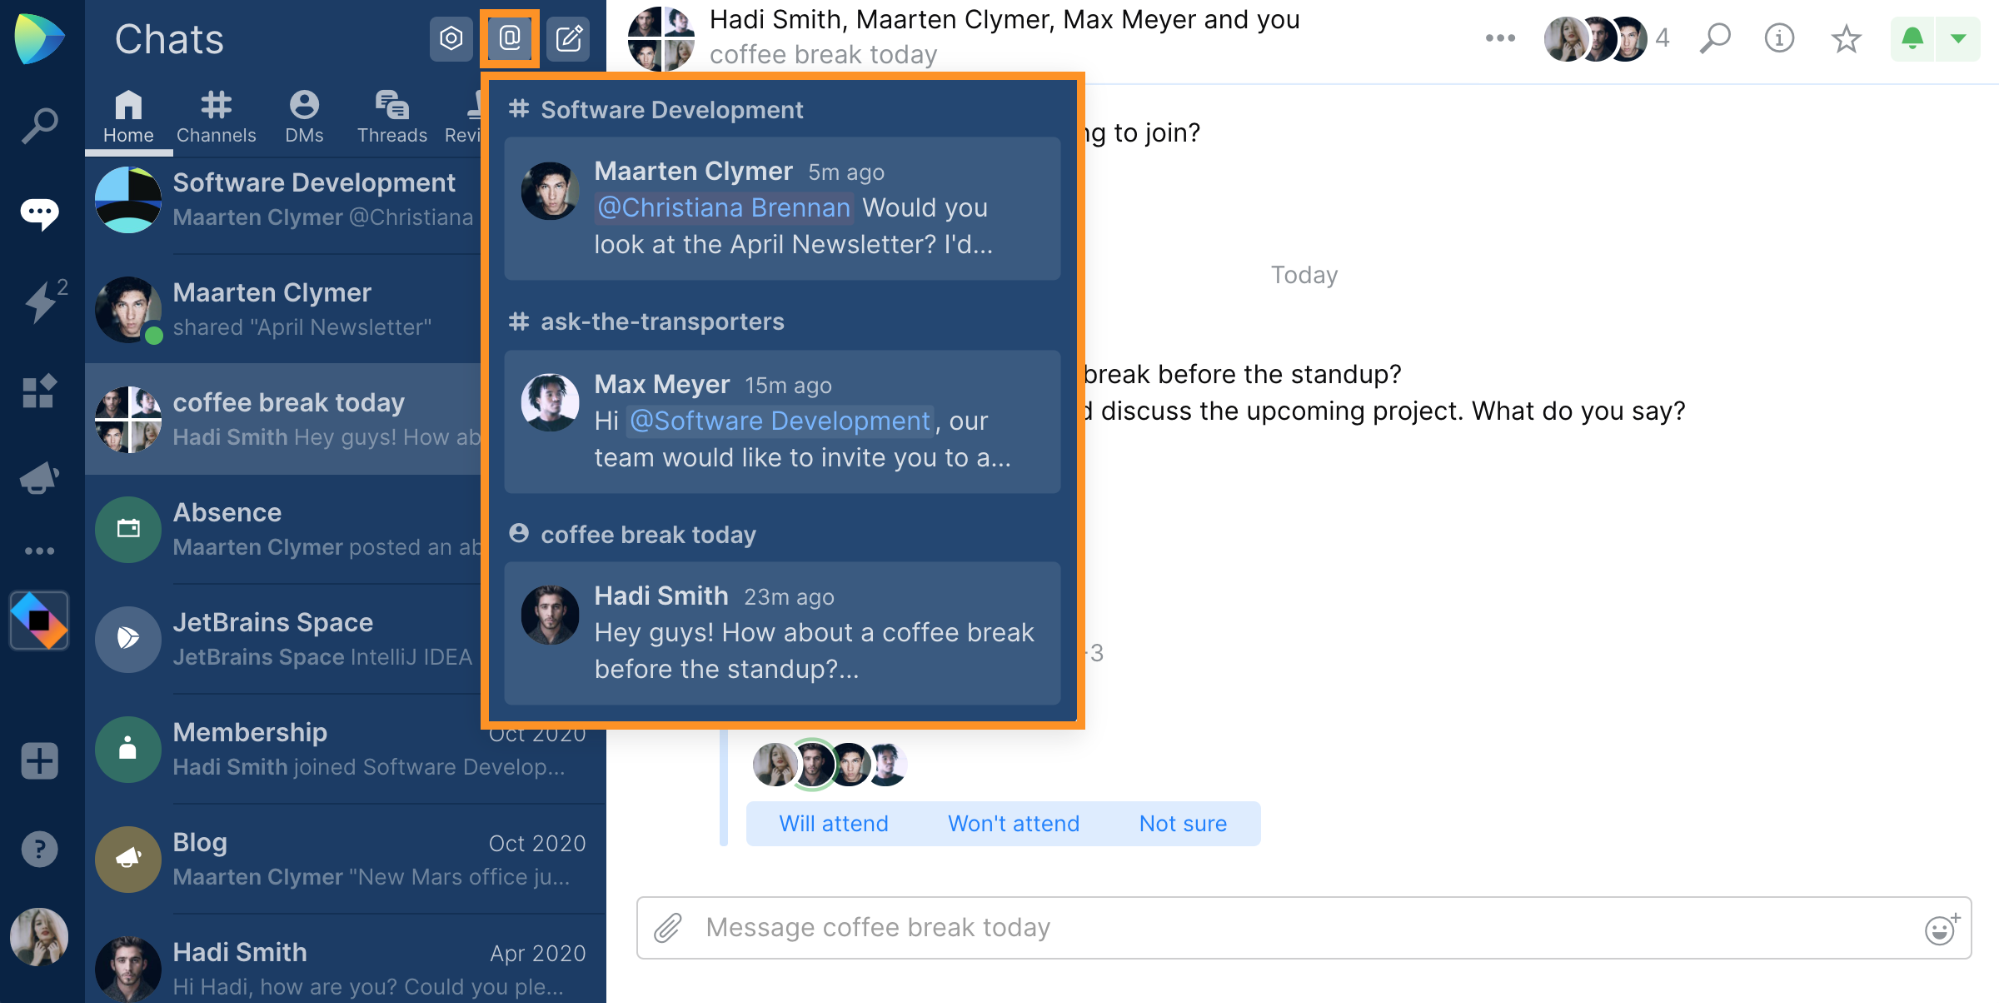 Chats
@
Home
Channels
DMs
Threads
Revi
2
Software Development
Maarten Clymer @Christiana
Maarten Clymer
shared "April Newsletter"
coffee break today
Hadi Smith Hey guys! How ab
Absence
Maarten Clymer posted an ab
JetBrains Space
JetBrains Space IntelliJ IDEA
Membership
Oct 2020
Hadi Smith joined Software Develop...
Blog
Oct 2020
Maarten Clymer "New Mars office ju...
Hadi Smith
Apr 2020
Hi Hadi, how are you? Could you ple...
?
# Software Development
Maarten Clymer 5m ago
@Christiana Brennan Would you
look at the April Newsletter? I'd...
# ask-the-transporters
Max Meyer 15m ago
Hi @Software Development, our
team would like to invite you to a...
coffee break today
Hadi Smith 23m ago
Hey guys! How about a coffee break
before the standup?...
Hadi Smith, Maarten Clymer, Max Meyer and you
coffee break today
4
ng to join?
Today
break before the standup?
d discuss the upcoming project. What do you say?
-3
Will attend
Won't attend
Not sure
Message coffee break today